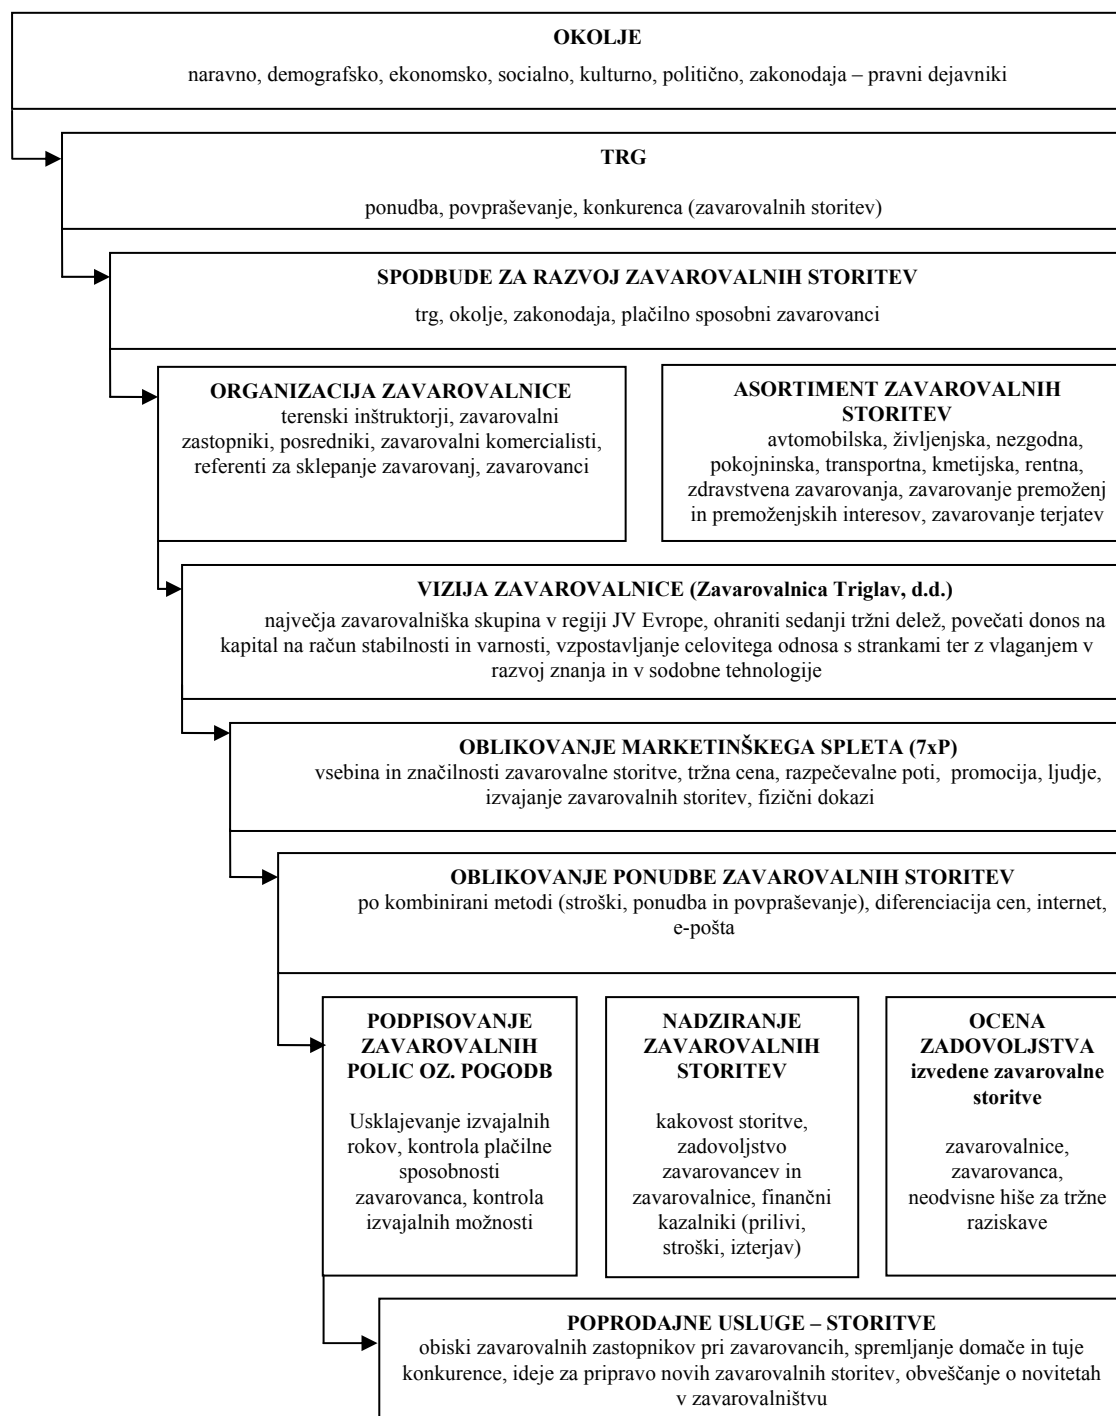 OKOLJE
naravno, demografsko, ekonomsko, socialno, kulturno, politično, zakonodaja – pravni dejavniki
TRG
ponudba, povpraševanje, konkurenca (zavarovalnih storitev)
SPODBUDE ZA RAZVOJ ZAVAROVALNIH STORITEV
trg, okolje, zakonodaja, plačilno sposobni zavarovanci
ORGANIZACIJA ZAVAROVALNICE
terenski inštruktorji, zavarovalni
zastopniki, posredniki, zavarovalni komercialisti,
referenti za sklepanje zavarovanj, zavarovanci
ASORTIMENT ZAVAROVALNIH
STORITEV
avtomobilska, življenjska, nezgodna,
pokojninska, transportna, kmetijska, rentna,
zdravstvena zavarovanja, zavarovanje premoženj
in premoženjskih interesov, zavarovanje terjatev
VIZIJA ZAVAROVALNICE (Zavarovalnica Triglav, d.d.)
največja zavarovalniška skupina v regiji JV Evrope, ohraniti sedanji tržni delež, povečati donos na
kapital na račun stabilnosti in varnosti, vzpostavljanje celovitega odnosa s strankami ter z vlaganjem v
razvoj znanja in v sodobne tehnologije
OBLIKOVANJE MARKETINŠKEGA SPLETA (7xP)
vsebina in značilnosti zavarovalne storitve, tržna cena, razpečevalne poti, promocija, ljudje,
izvajanje zavarovalnih storitev, fizični dokazi
OBLIKOVANJE PONUDBE ZAVAROVALNIH STORITEV
po kombinirani metodi (stroški, ponudba in povpraševanje), diferenciacija cen, internet,
e-pošta
PODPISOVANJE
ZAVAROVALNIH
POLIC OZ. POGODB
Usklajevanje izvajalnih
rokov, kontrola plačilne
sposobnosti
zavarovanca, kontrola
izvajalnih možnosti
NADZIRANJE
ZAVAROVALNIH
STORITEV
kakovost storitve,
zadovoljstvo
zavarovancev in
zavarovalnice, finančni
kazalniki (prilivi,
stroški, izterjav)
OCENA
ZADOVOLJSTVA
izvedene zavarovalne
storitve
zavarovalnice,
zavarovanca,
neodvisne hiše za tržne
raziskave
POPRODAJNE USLUGE – STORITVE
obiski zavarovalnih zastopnikov pri zavarovancih, spremljanje domače in tuje
konkurence, ideje za pripravo novih zavarovalnih storitev, obveščanje o novitetah
v zavarovalništvu